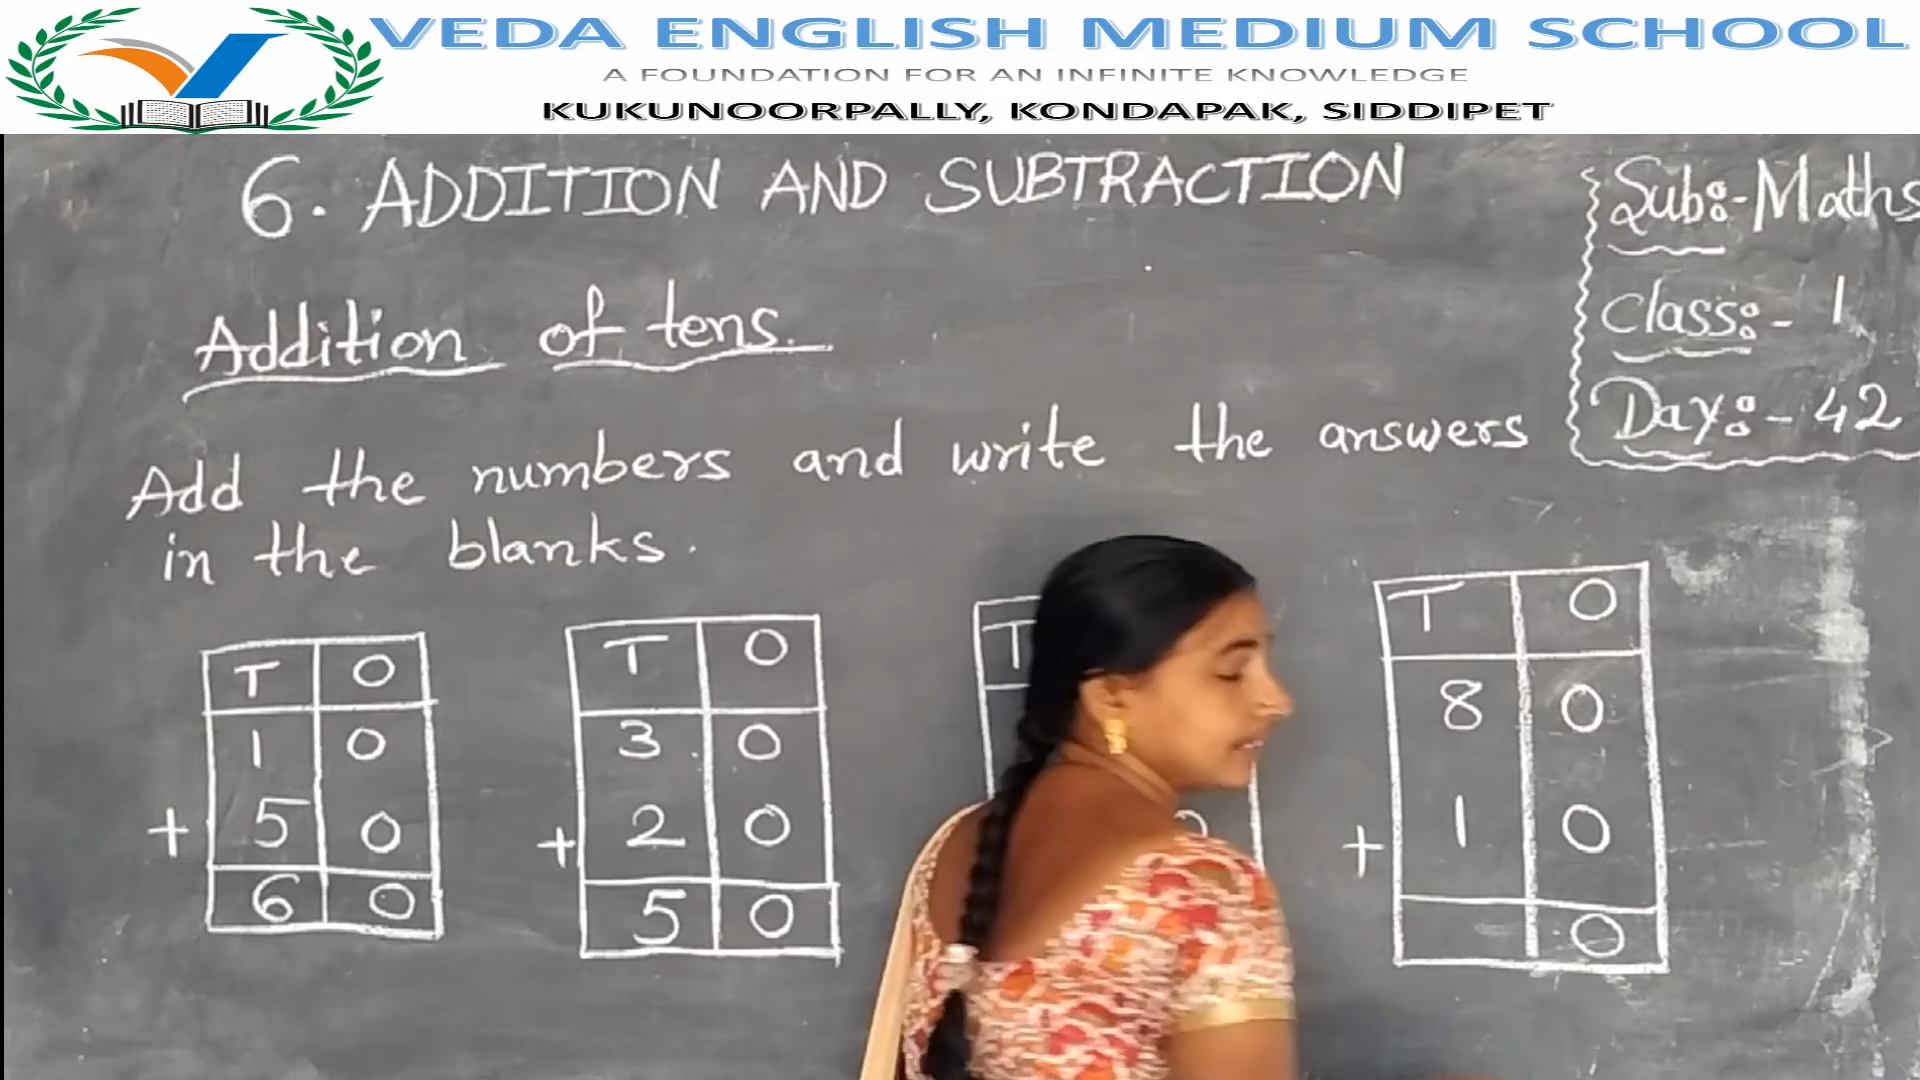 VEDA ENGLISH MEDIUM SCHOOL
A FOUNDATION FOR AN INFINITE KNOWLEDGE
KUKUNOORPALLY, KONDAPAK, SIDDIPET
6. ADDITION AND SUBTRACTION
Sub:- Maths
Class:- 1
Day:- 42
Addition of tens.
Add the numbers and write the answers
in the blanks.
T O
1 0
+ 5 0
6 0
T O
3 0
+ 2 0
5 0
T
T O
8 0
+ 1 0
0